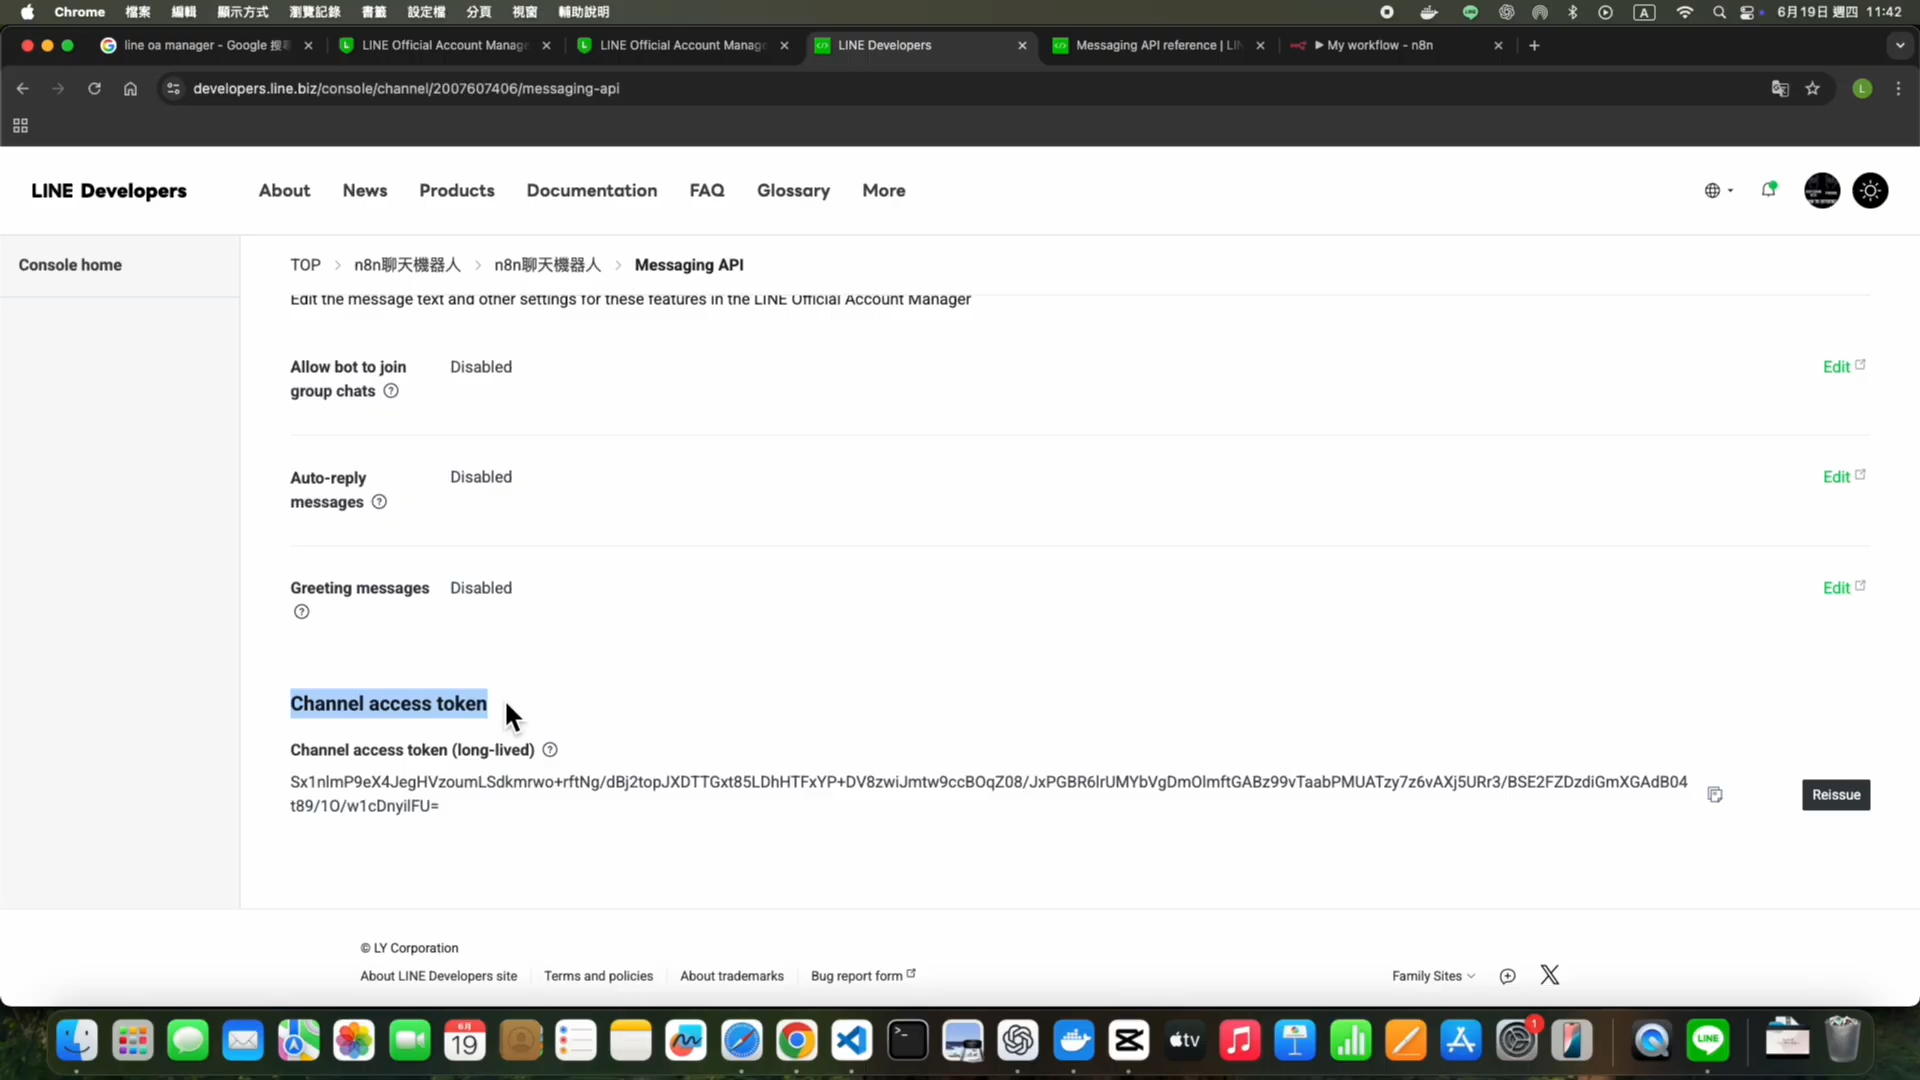 Chrome 檔案 編輯 顯示方式 瀏覽記錄 書籤 設定檔 分頁 視窗 輔助說明 A 6月19日 週四 11:42
line oa manager - Google LINE Official Account Manage LINE Official Account Manage LINE Developers Messaging API reference | LIN My workflow - n8n
developers.line.biz/console/channel/2007607406/messaging-api L
LINE Developers About News Products Documentation FAQ Glossary More
Console home
TOP n8n聊天機器人 n8n聊天機器人 Messaging API
Edit the message text and other settings for these features in the LINE Official Account Manager
Allow bot to join Disabled Edit
group chats
Auto-reply Disabled Edit
messages
Greeting messages Disabled Edit
Channel access token
Channel access token (long-lived)
Sx1nlmP9eX4JegHVzoumLSdkmrwo+rftNg/dBj2topJXDTTGxt85LDhHTFxYP+DV8zwiJmtw9ccBOqZ08/JxPGBR6lrUMYbVgDmOlmftGABz99vTaabPMUATzy7z6vAXj5URr3/BSE2FZDzdiGmXGAdB04
t89/1O/w1cDnyilFU=
Reissue
© LY Corporation
About LINE Developers site Terms and policies About trademarks Bug report form Family Sites
6月
19
tv
1
LINE